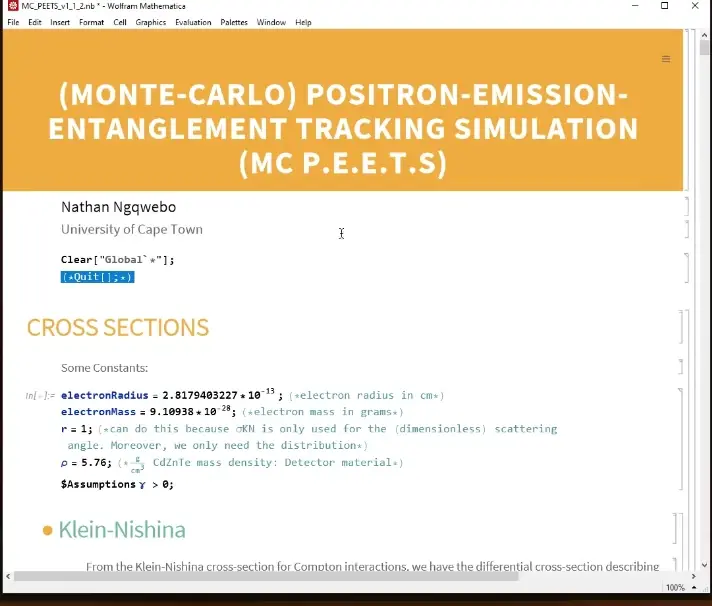 MC_PEETS_v1_1_2.nb * - Wolfram Mathematica
File Edit Insert Format Cell Graphics Evaluation Palettes Window Help
(MONTE-CARLO) POSITRON-EMISSION-
ENTANGLEMENT TRACKING SIMULATION
(MC P.E.E.T.S)
Nathan Ngqwebo
University of Cape Town
Clear["Global`*"];
(*Quit[];*)
CROSS SECTIONS
Some Constants:
In[•]:= electronRadius = 2.8179403227*10^-13; (*electron radius in cm*)
electronMass = 9.10938*10^-28; (*electron mass in grams*)
r = 1; (*can do this because σKN is only used for the (dimensionless) scattering
angle. Moreover, we only need the distribution*)
ρ = 5.76; (* g/cm³ CdZnTe mass density: Detector material*)
$Assumptions γ > 0;
Klein-Nishina
From the Klein-Nishina cross-section for Compton interactions, we have the differential cross-section describing
100%